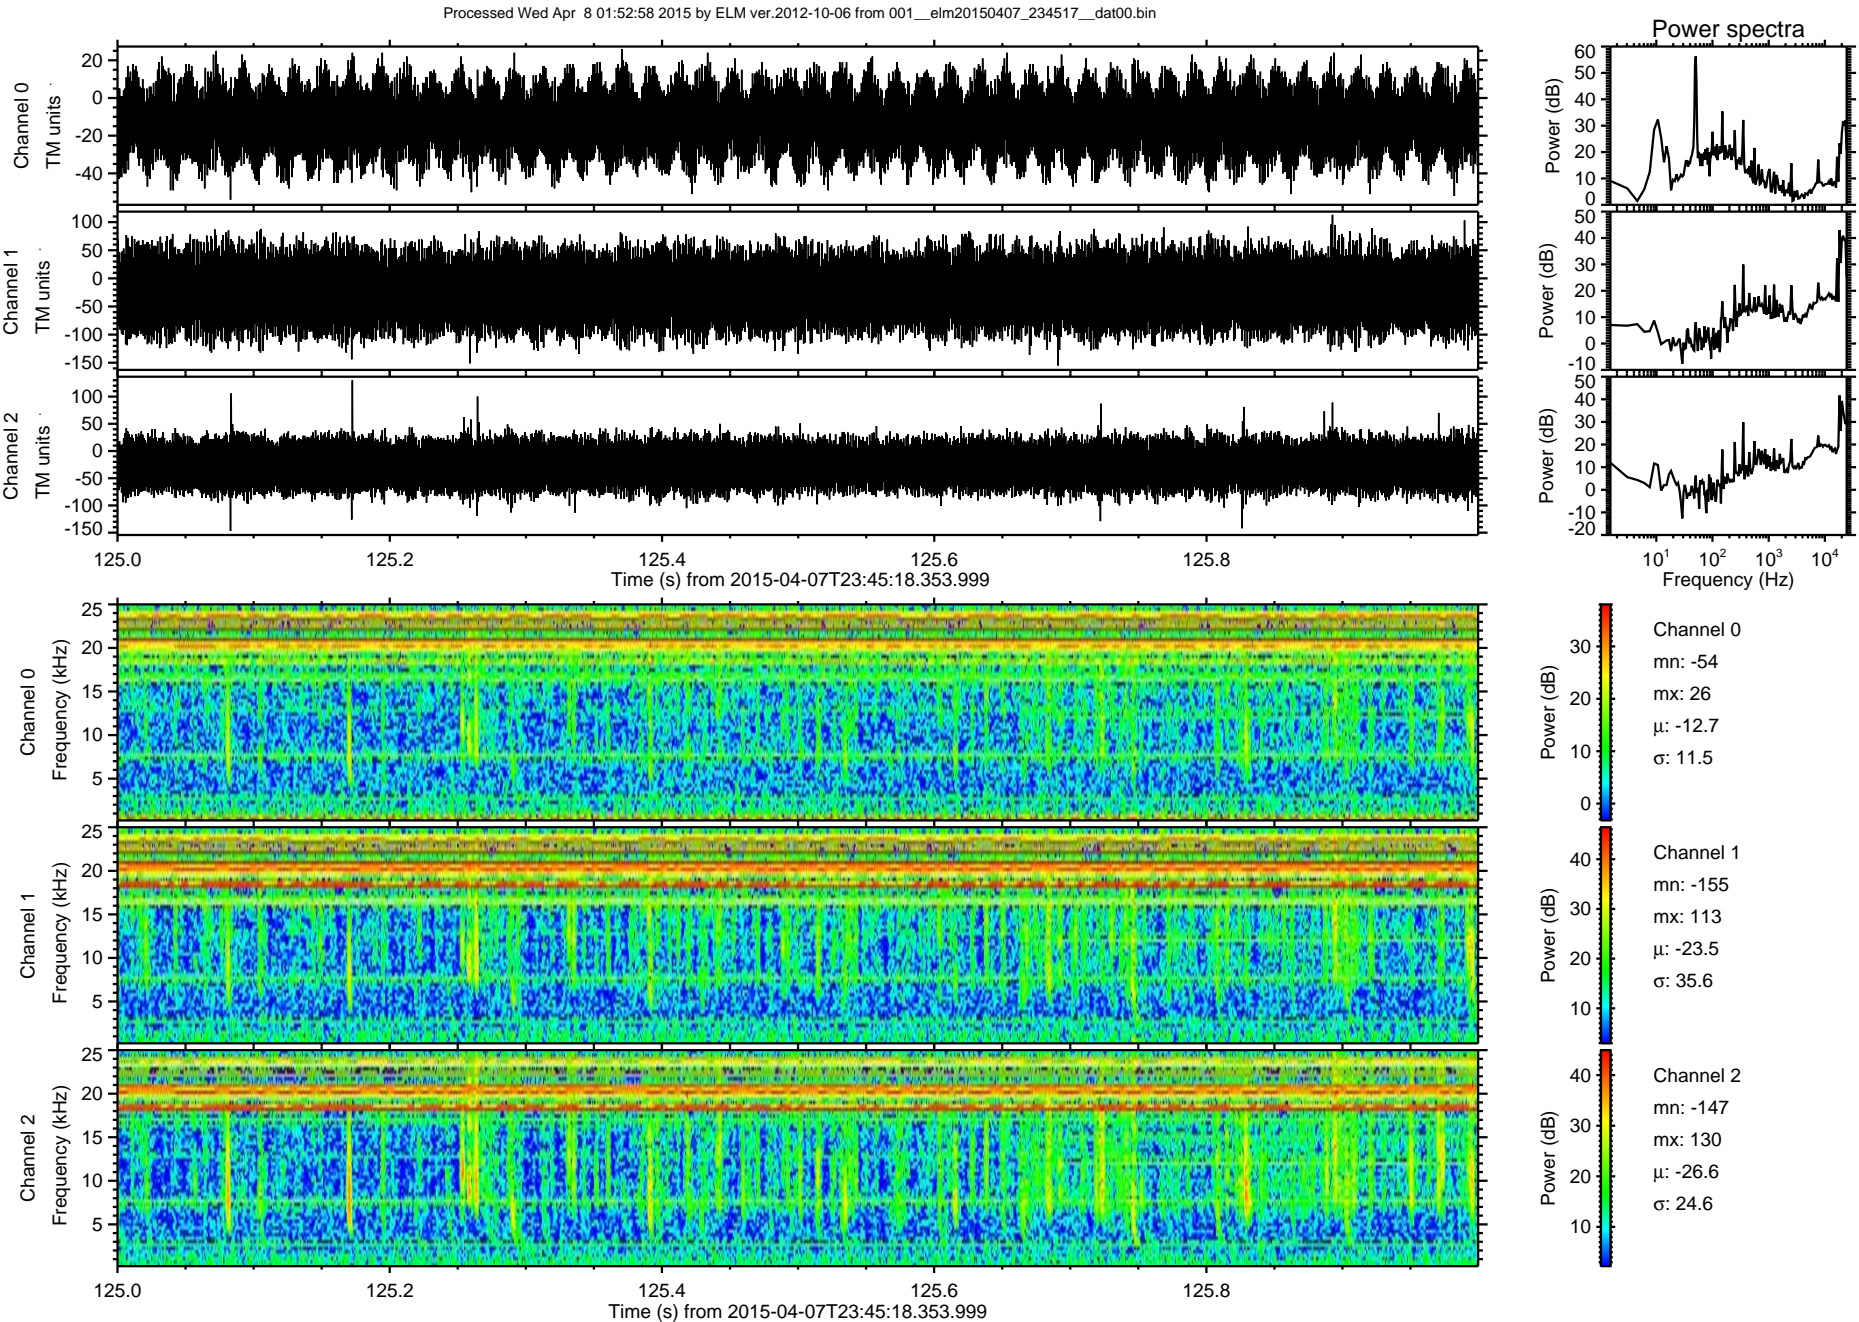 Processed Wed Apr  8 01:52:58 2015 by ELM ver.2012-10-06 from 001__elm20150407_234517__dat00.bin
Power spectra
Channel 0
TM units
20
0
-20
-40
Power (dB)
60
50
40
30
20
10
0
Channel 1
TM units
100
50
0
-50
-100
-150
Power (dB)
50
40
30
20
10
0
-10
Channel 2
TM units
100
50
0
-50
-100
-150
Power (dB)
50
40
30
20
10
0
-10
-20
125.0
125.2
125.4
125.6
125.8
Time (s) from 2015-04-07T23:45:18.353.999
10^1
10^2
10^3
10^4
Frequency (Hz)
Channel 0
Frequency (kHz)
25
20
15
10
5
Power (dB)
30
20
10
0
Channel 0
mn: -54
mx: 26
μ: -12.7
σ: 11.5
Channel 1
Frequency (kHz)
25
20
15
10
5
Power (dB)
40
30
20
10
Channel 1
mn: -155
mx: 113
μ: -23.5
σ: 35.6
Channel 2
Frequency (kHz)
25
20
15
10
5
Power (dB)
40
30
20
10
Channel 2
mn: -147
mx: 130
μ: -26.6
σ: 24.6
125.0
125.2
125.4
125.6
125.8
Time (s) from 2015-04-07T23:45:18.353.999